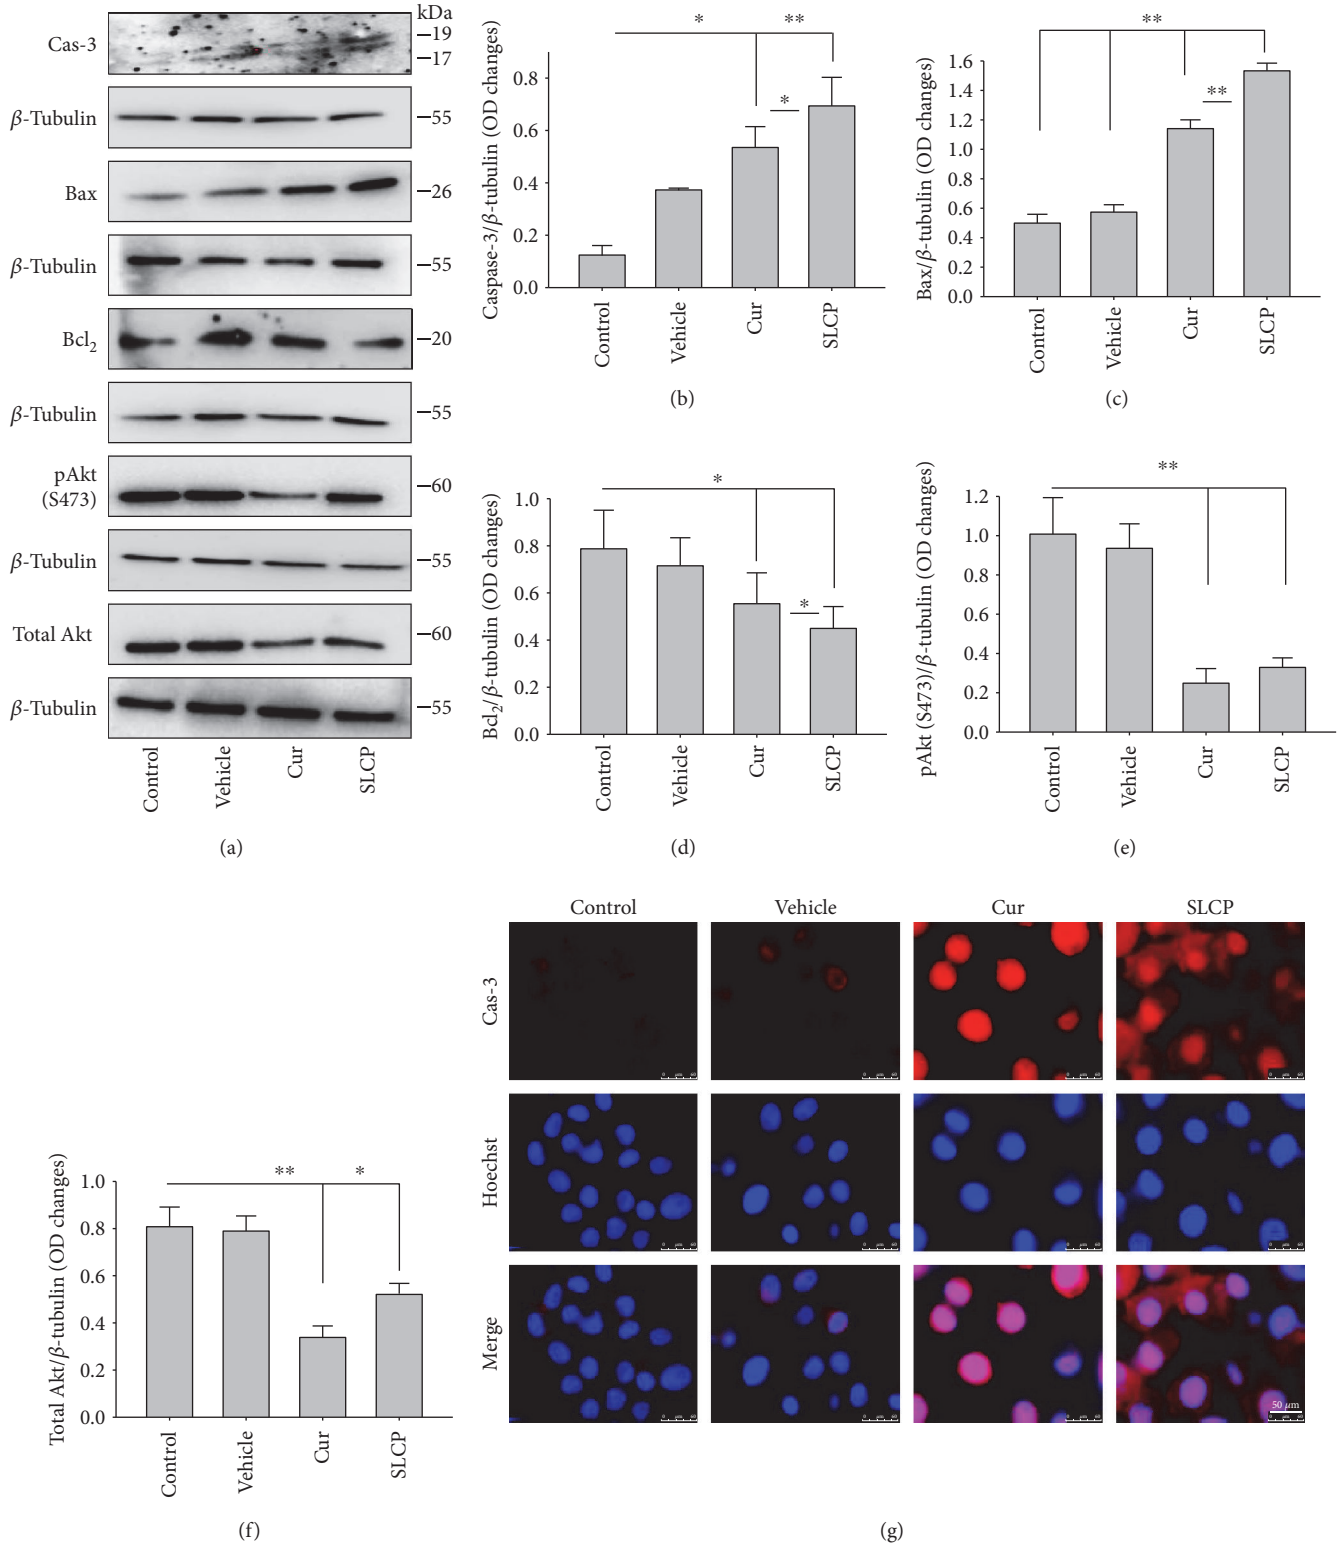 kDa
Cas-3
–19
–17
β-Tubulin
–55
Bax
–26
β-Tubulin
–55
Bcl2
–20
β-Tubulin
–55
pAkt
(S473)
–60
β-Tubulin
–55
Total Akt
–60
β-Tubulin
–55
Control
Vehicle
Cur
SLCP
(a)
* **
*
Caspase-3/β-tubulin (OD changes)
0.8
0.6
0.4
0.2
0.0
Control
Vehicle
Cur
SLCP
(b)
**
**
Bax/β-tubulin (OD changes)
1.6
1.4
1.2
1.0
0.8
0.6
0.4
0.2
0.0
Control
Vehicle
Cur
SLCP
(c)
*
*
Bcl2/β-tubulin (OD changes)
1.0
0.8
0.6
0.4
0.2
0.0
Control
Vehicle
Cur
SLCP
(d)
**
pAkt (S473)/β-tubulin (OD changes)
1.2
1.0
0.8
0.6
0.4
0.2
0.0
Control
Vehicle
Cur
SLCP
(e)
** *
Total Akt/β-tubulin (OD changes)
1.0
0.8
0.6
0.4
0.2
0.0
Control
Vehicle
Cur
SLCP
(f)
Control Vehicle Cur SLCP
Cas-3
Hoechst
Merge
50 μm
(g)